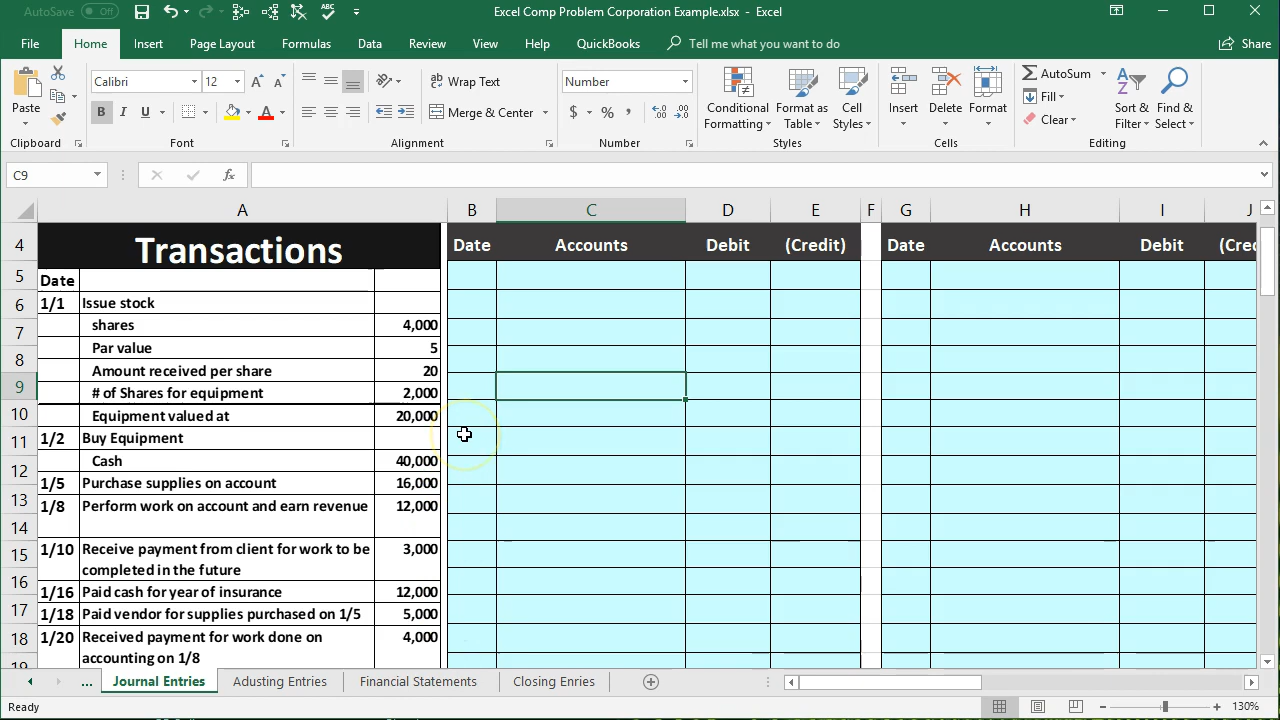 AutoSave Off Excel Comp Problem Corporation Example.xlsx - Excel
File Home Insert Page Layout Formulas Data Review View Help QuickBooks Tell me what you want to do Share
Paste
Clipboard
Calibri 12
B I U A
Font
Wrap Text
Merge & Center
Alignment
Number
$ % ,
Number
Conditional Formatting
Format as Table
Cell Styles
Styles
Insert Delete Format
Cells
AutoSum
Fill
Clear
Sort & Filter
Find & Select
Editing
C9 fx
A B C D E F G H I J
4 Transactions Date Accounts Debit (Credit) Date Accounts Debit (Cred
5 Date
6 1/1 Issue stock
7 shares 4,000
8 Par value 5
Amount received per share 20
9 # of Shares for equipment 2,000
10 Equipment valued at 20,000
11 1/2 Buy Equipment
12 Cash 40,000
13 1/5 Purchase supplies on account 16,000
14 1/8 Perform work on account and earn revenue 12,000
15 1/10 Receive payment from client for work to be 3,000
16 completed in the future
1/16 Paid cash for year of insurance 12,000
17 1/18 Paid vendor for supplies purchased on 1/5 5,000
18 1/20 Received payment for work done on 4,000
19 accounting on 1/8
... Journal Entries Adusting Entries Financial Statements Closing Enries
Ready 130%